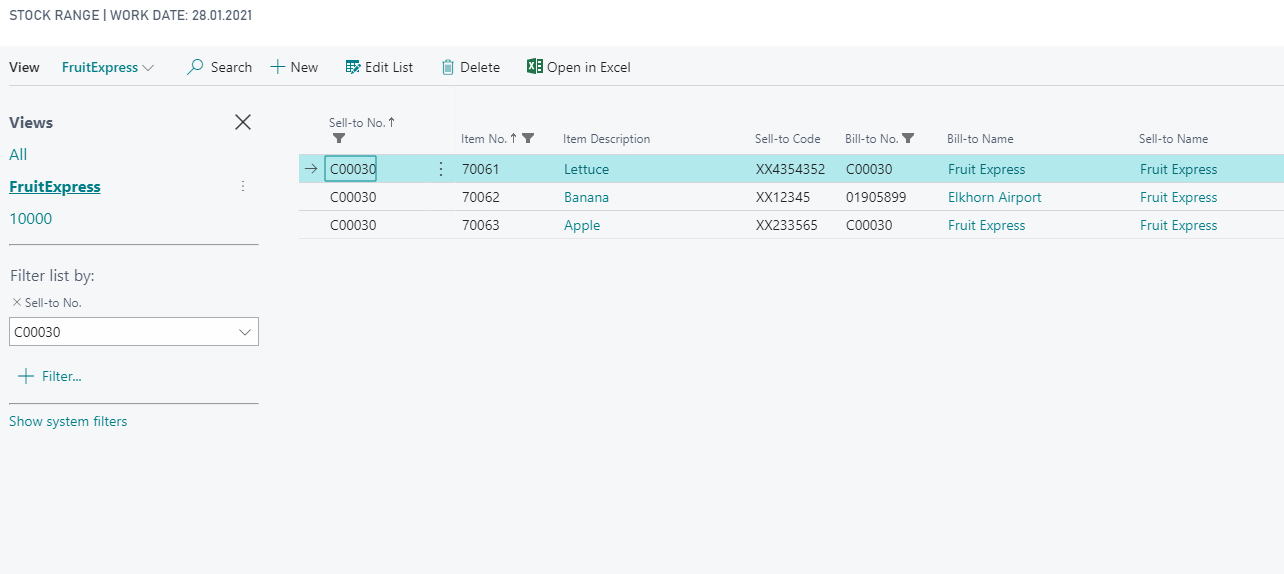 STOCK RANGE | WORK DATE: 28.01.2021
View FruitExpress Search New Edit List Delete Open in Excel
Views
All
FruitExpress
10000
Filter list by:
Sell-to No.
C00030
Filter...
Show system filters
Sell-to No. Item No. Item Description Sell-to Code Bill-to No. Bill-to Name Sell-to Name
C00030 70061 Lettuce XX4354352 C00030 Fruit Express Fruit Express
C00030 70062 Banana XX12345 01905899 Elkhorn Airport Fruit Express
C00030 70063 Apple XX233565 C00030 Fruit Express Fruit Express